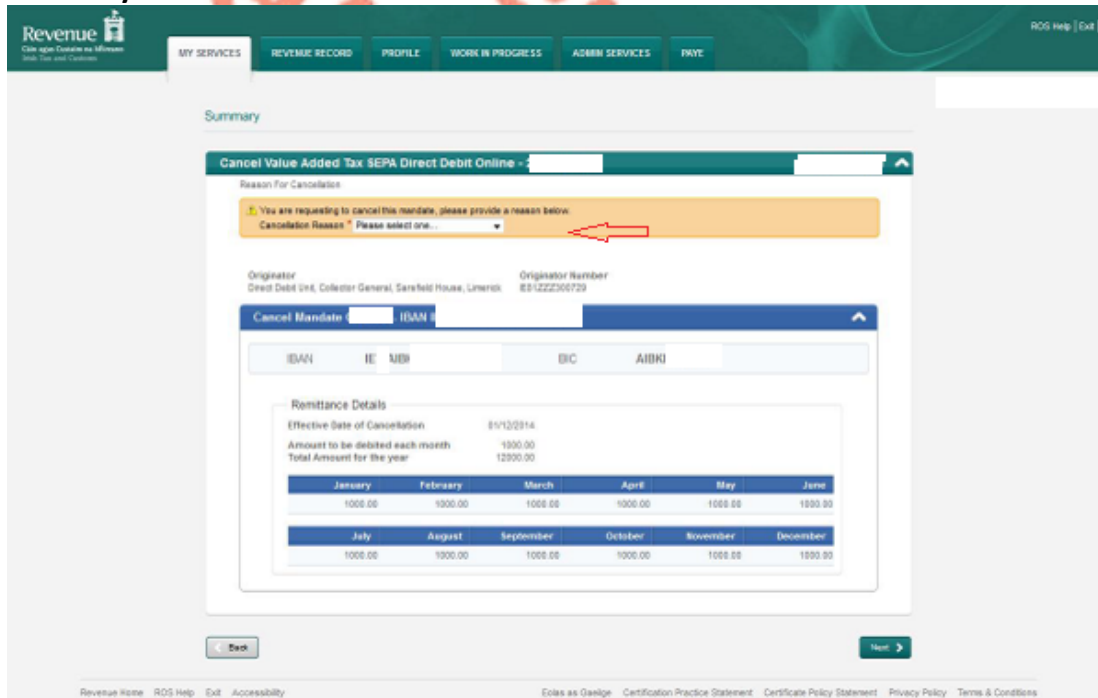 Revenue
Cáin agus Custaim na hÉireann
Irish Tax and Customs
ROS Help | Exit
MY SERVICES REVENUE RECORD PROFILE WORK IN PROGRESS ADMIN SERVICES PAYE
Summary
Cancel Value Added Tax SEPA Direct Debit Online -
Reason For Cancellation
You are requesting to cancel this mandate, please provide a reason below.
Cancellation Reason * Please select one...
Originator Originator Number
Direct Debit Unit, Collector General, Sarsfield House, Limerick IE91ZZZ300729
Cancel Mandate IBAN
IBAN IE AIBK BIC AIBKI
Remittance Details
Effective Date of Cancellation 01/12/2014
Amount to be debited each month 1000.00
Total Amount for the year 12000.00
January February March April May June
1000.00 1000.00 1000.00 1000.00 1000.00 1000.00
July August September October November December
1000.00 1000.00 1000.00 1000.00 1000.00 1000.00
Back Next
Revenue Home ROS Help Exit Accessibility Eolas as Gaeilge Certification Practice Statement Certificate Policy Statement Privacy Policy Terms & Conditions